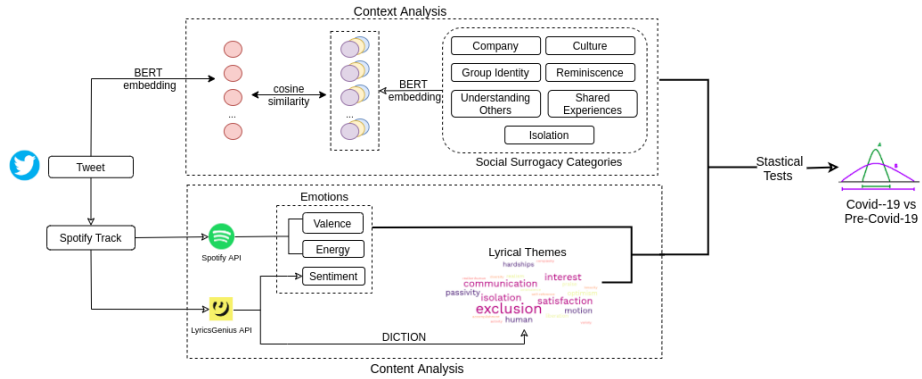 Context Analysis
BERT
embedding
cosine
similarity
...
...
BERT
embedding
Company
Culture
Group Identity
Reminiscence
Understanding
Others
Shared
Experiences
Isolation
Social Surrogacy Categories
Tweet
Spotify Track
Spotify API
LyricsGenius API
Emotions
Valence
Energy
Sentiment
DICTION
Lyrical Themes
hardships
communication
interest
passivity
isolation
satisfaction
exclusion
motion
human
Content Analysis
Stastical
Tests
Covid--19 vs
Pre-Covid-19